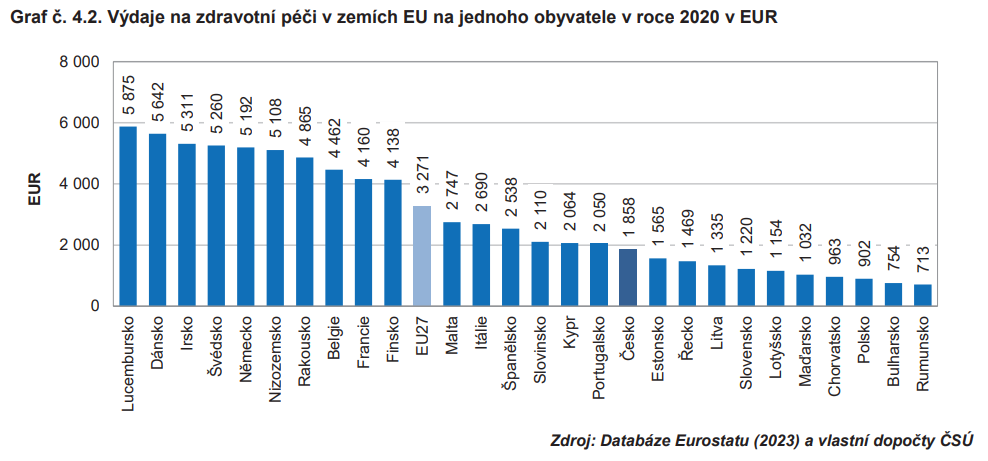 Graf č. 4.2. Výdaje na zdravotní péči v zemích EU na jednoho obyvatele v roce 2020 v EUR
8 000
6 000
4 000
2 000
0
EUR
5 875
5 642
5 311
5 260
5 192
5 108
4 865
4 462
4 160
4 138
3 271
2 747
2 690
2 538
2 110
2 064
2 050
1 858
1 565
1 469
1 335
1 220
1 154
1 032
963
902
754
713
Lucembursko
Dánsko
Irsko
Švédsko
Německo
Nizozemsko
Rakousko
Belgie
Francie
Finsko
EU27
Malta
Itálie
Španělsko
Slovinsko
Kypr
Portugalsko
Česko
Estonsko
Řecko
Litva
Slovensko
Lotyšsko
Maďarsko
Chorvatsko
Polsko
Bulharsko
Rumunsko
Zdroj: Databáze Eurostatu (2023) a vlastní dopočty ČSÚ